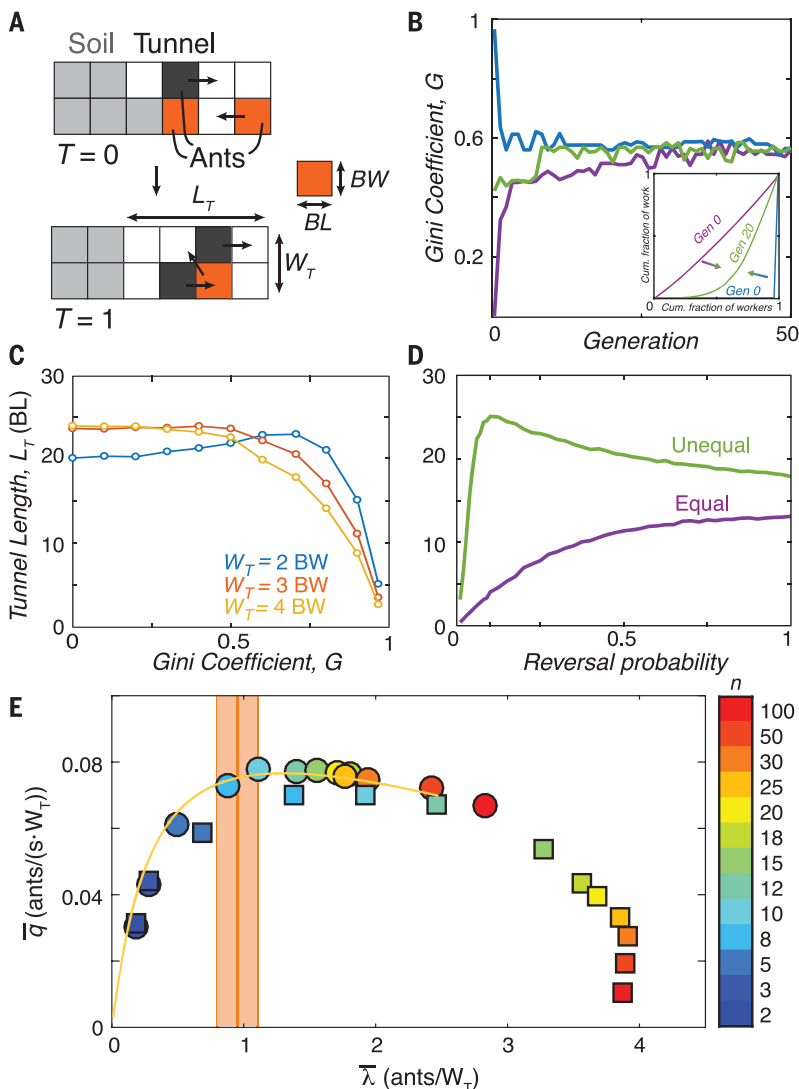 A
Soil Tunnel
T = 0
Ants
BW
BL
L_T
W_T
T = 1
B
Gini Coefficient, G
1
0.6
0.2
0
50
Generation
Cum. fraction of work
1
Gen 0
Gen 20
Gen 0
0
1
Cum. fraction of workers
C
Tunnel Length, L_T (BL)
30
20
10
0
W_T = 2 BW
W_T = 3 BW
W_T = 4 BW
0 0.5 1
Gini Coefficient, G
D
30
20
10
0
Unequal
Equal
0 0.5 1
Reversal probability
E
q (ants/(s·W_T))
0.08
0.04
0
0 1 2 3 4
λ (ants/W_T)
n
100
50
30
25
20
18
15
12
10
8
5
3
2